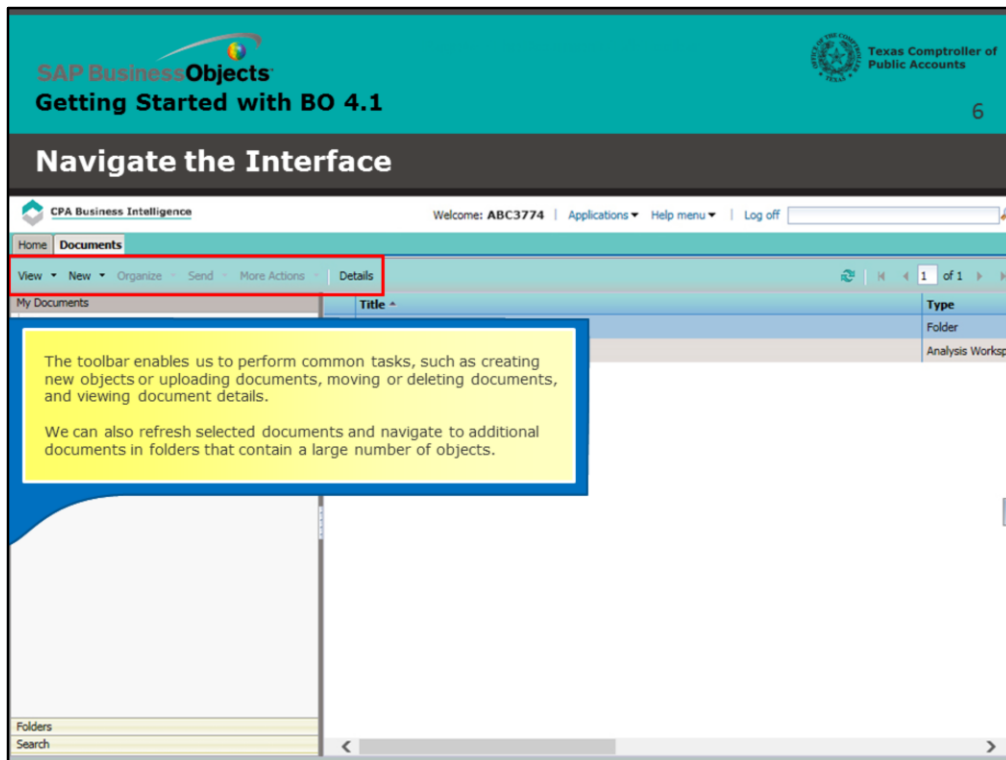 SAP BusinessObjects
Getting Started with BO 4.1
Texas Comptroller of
Public Accounts
6
Navigate the Interface
CPA Business Intelligence
Welcome: ABC3774 | Applications Help menu | Log off
Home Documents
View New Organize Send More Actions Details
1 of 1
My Documents
Title Type
Folder
Analysis Worksp
The toolbar enables us to perform common tasks, such as creating
new objects or uploading documents, moving or deleting documents,
and viewing document details.
We can also refresh selected documents and navigate to additional
documents in folders that contain a large number of objects.
Folders
Search